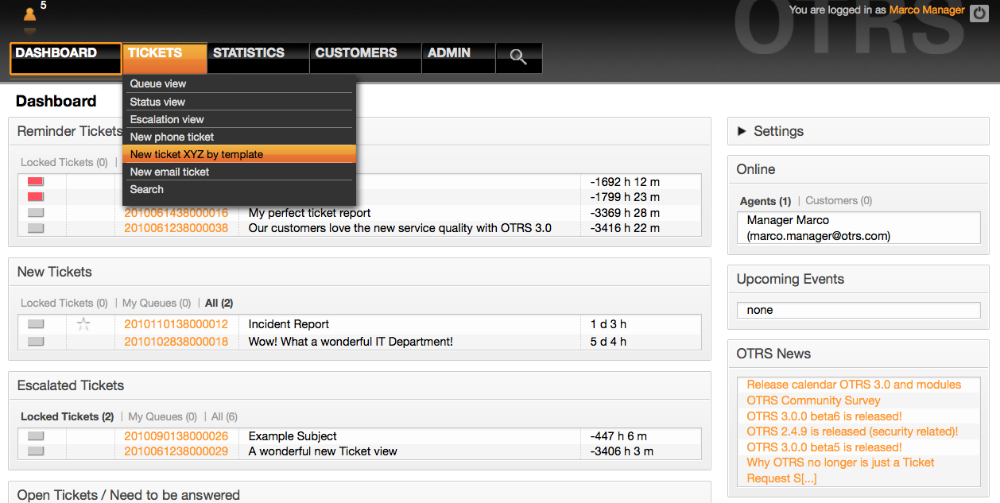 5
You are logged in as Marco Manager
OTRS
DASHBOARD TICKETS STATISTICS CUSTOMERS ADMIN
Queue view
Status view
Escalation view
New phone ticket
New ticket XYZ by template
New email ticket
Search
Dashboard
Reminder Tickets
Locked Tickets (0) |
-1692 h 12 m
-1799 h 23 m
2010061438000016 My perfect ticket report -3369 h 28 m
2010061238000038 Our customers love the new service quality with OTRS 3.0 -3416 h 22 m
New Tickets
Locked Tickets (0) | My Queues (0) | All (2)
2010110138000012 Incident Report 1 d 3 h
2010102838000018 Wow! What a wonderful IT Department! 5 d 4 h
Escalated Tickets
Locked Tickets (2) | My Queues (0) | All (6)
2010090138000026 Example Subject -447 h 6 m
2010061238000029 A wonderful new Ticket view -3406 h 3 m
Open Tickets / Need to be answered
Settings
Online
Agents (1) | Customers (0)
Manager Marco
(marco.manager@otrs.com)
Upcoming Events
none
OTRS News
Release calendar OTRS 3.0 and modules
OTRS Community Survey
OTRS 3.0.0 beta6 is released!
OTRS 2.4.9 is released (security related)!
OTRS 3.0.0 beta5 is released!
Why OTRS no longer is just a Ticket
Request S[...]